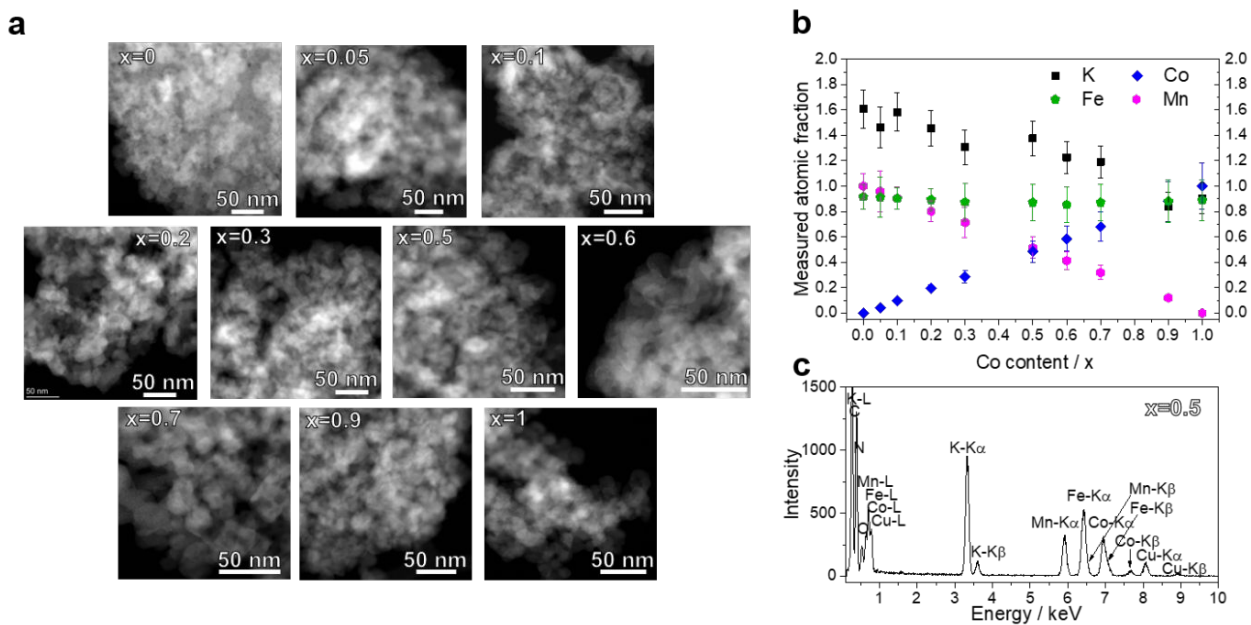 a
x=0
50 nm
x=0.05
50 nm
x=0.1
50 nm
x=0.2
50 nm
50 nm
x=0.3
50 nm
x=0.5
50 nm
x=0.6
50 nm
x=0.7
50 nm
x=0.9
50 nm
x=1
50 nm
b
Measured atomic fraction
2.0
1.8
1.6
1.4
1.2
1.0
0.8
0.6
0.4
0.2
0.0
K Co
Fe Mn
2.0
1.8
1.6
1.4
1.2
1.0
0.8
0.6
0.4
0.2
0.0
0.0 0.1 0.2 0.3 0.4 0.5 0.6 0.7 0.8 0.9 1.0
Co content / x
c
Intensity
1500
1000
500
0
x=0.5
K-L
C
N
Mn-L
Fe-L
Co-L
Cu-L
O
K-Kα
K-Kβ
Mn-Kα
Fe-Kα
Co-Kα
Mn-Kβ
Fe-Kβ
Co-Kβ
Cu-Kα
Cu-Kβ
1 2 3 4 5 6 7 8 9 10
Energy / keV